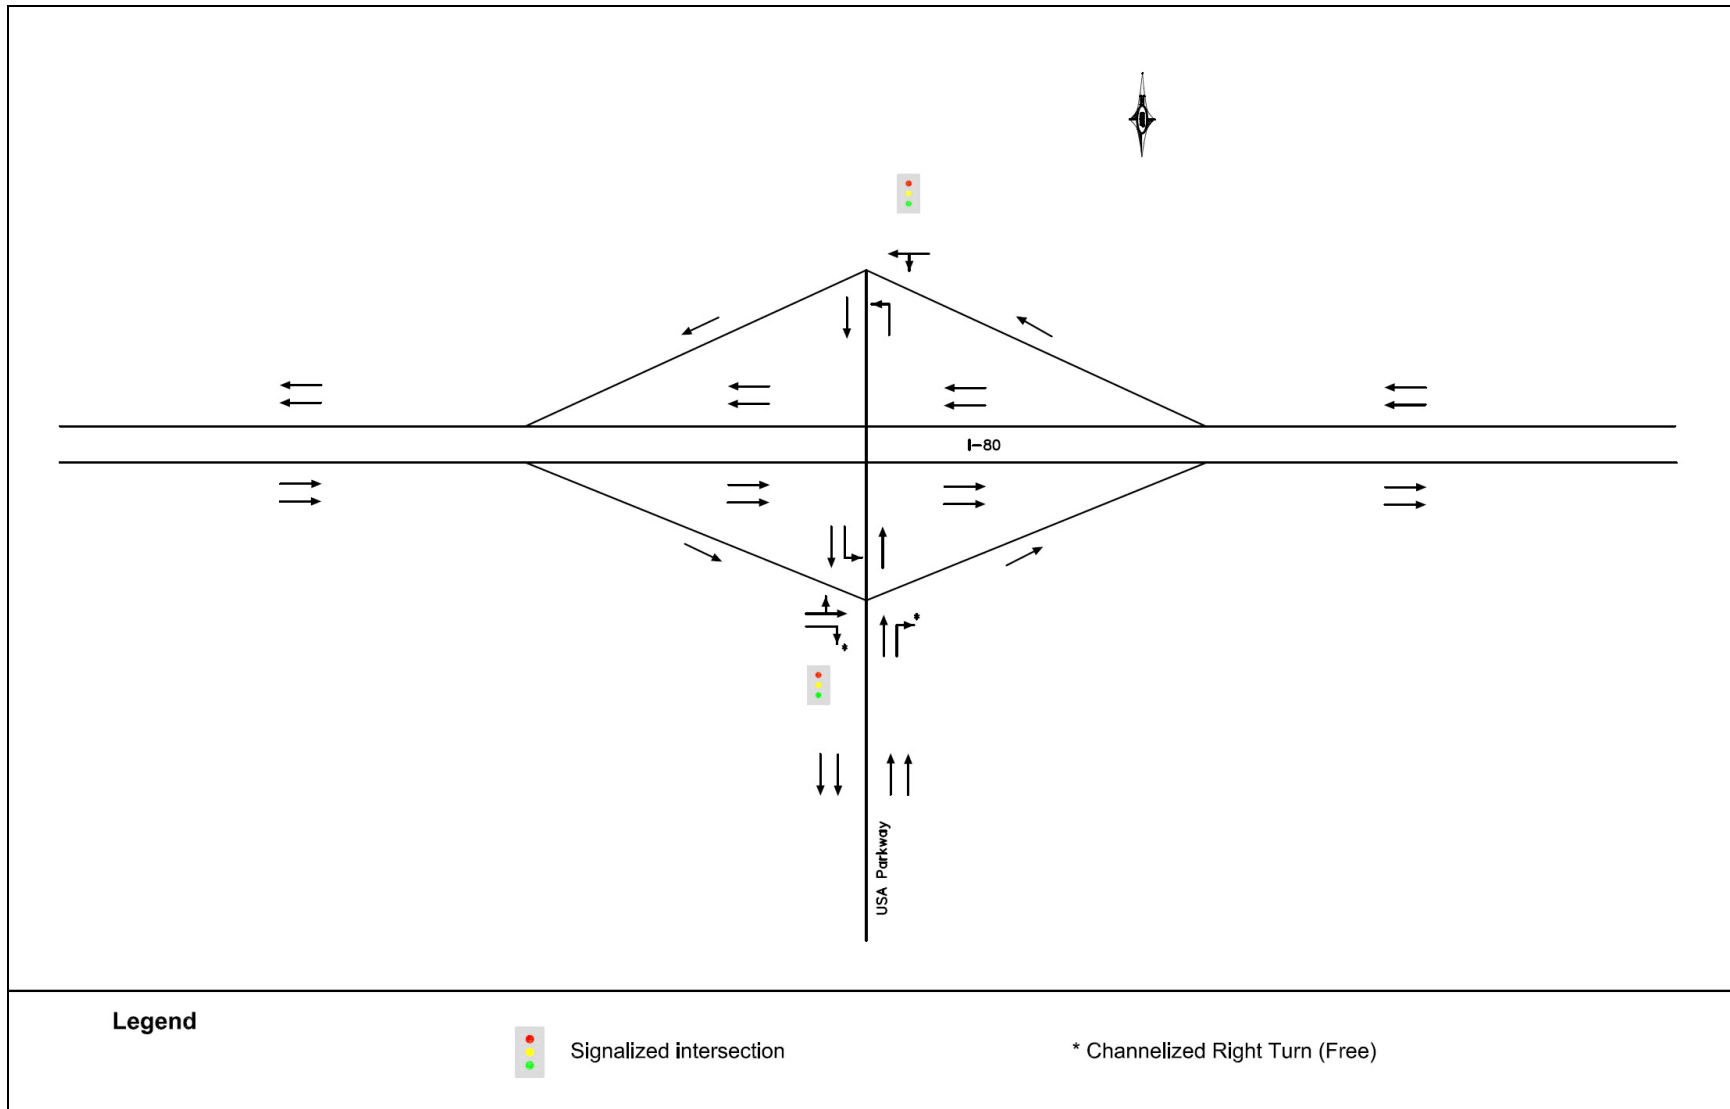 I-80
*
*
USA Parkway
Legend
Signalized intersection
* Channelized Right Turn (Free)